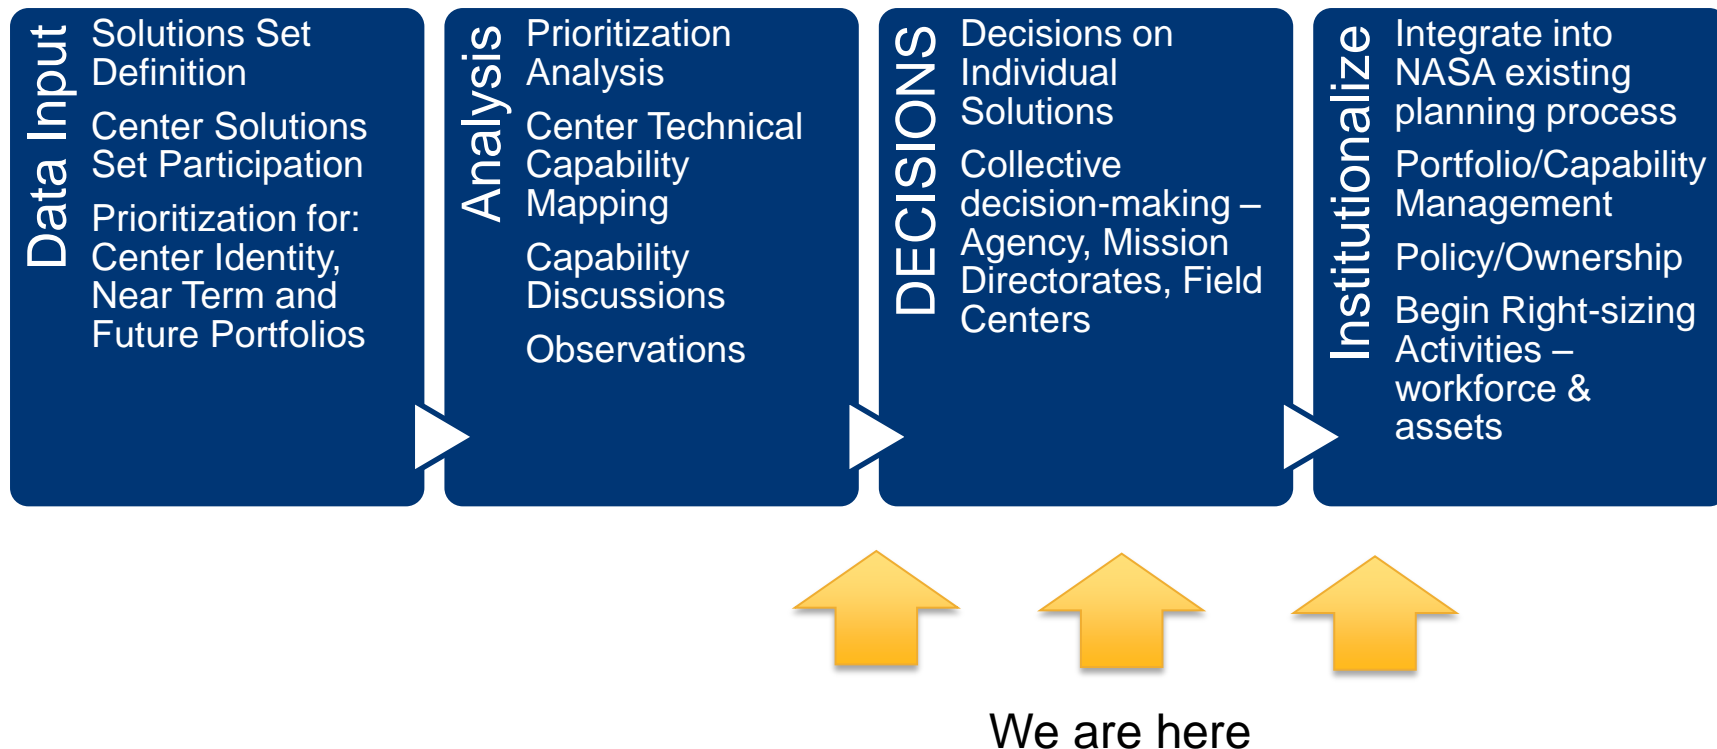 Data Input
Solutions Set
Definition
Center Solutions
Set Participation
Prioritization for:
Center Identity,
Near Term and
Future Portfolios
Analysis
Prioritization
Analysis
Center Technical
Capability
Mapping
Capability
Discussions
Observations
DECISIONS
Decisions on
Individual
Solutions
Collective
decision-making –
Agency, Mission
Directorates, Field
Centers
Institutionalize
Integrate into
NASA existing
planning process
Portfolio/Capability
Management
Policy/Ownership
Begin Right-sizing
Activities –
workforce &
assets
We are here